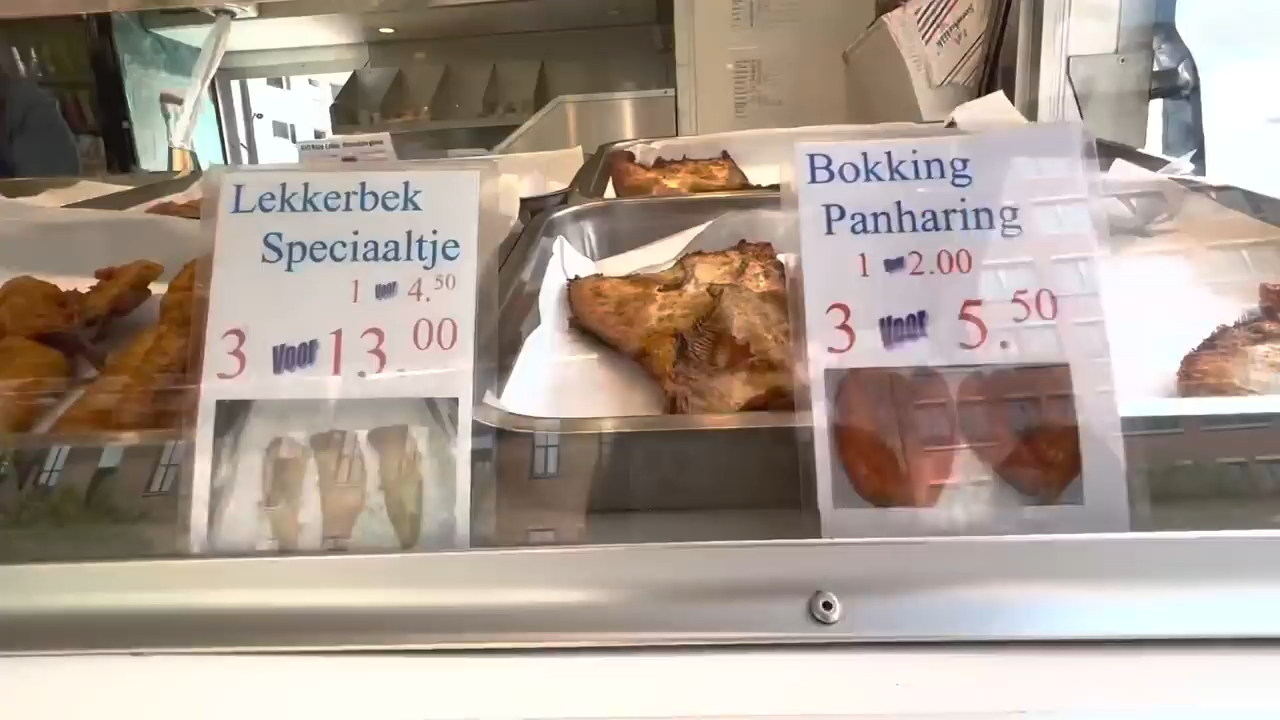 Lekkerbek
Speciaaltje
1 voor 4.50
3 voor 13.00
Bokking
Panharing
1 voor 2.00
3 voor 5.50